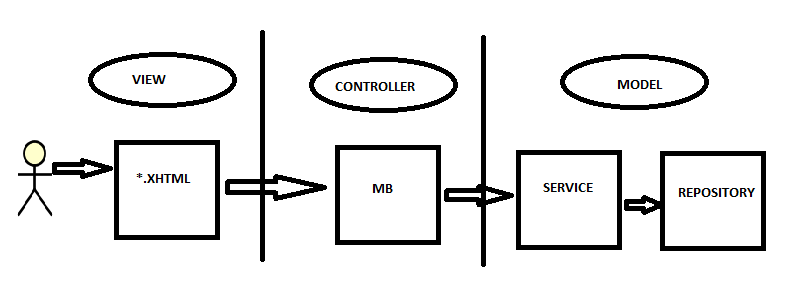 VIEW
CONTROLLER
MODEL
*.XHTML
MB
SERVICE
REPOSITORY